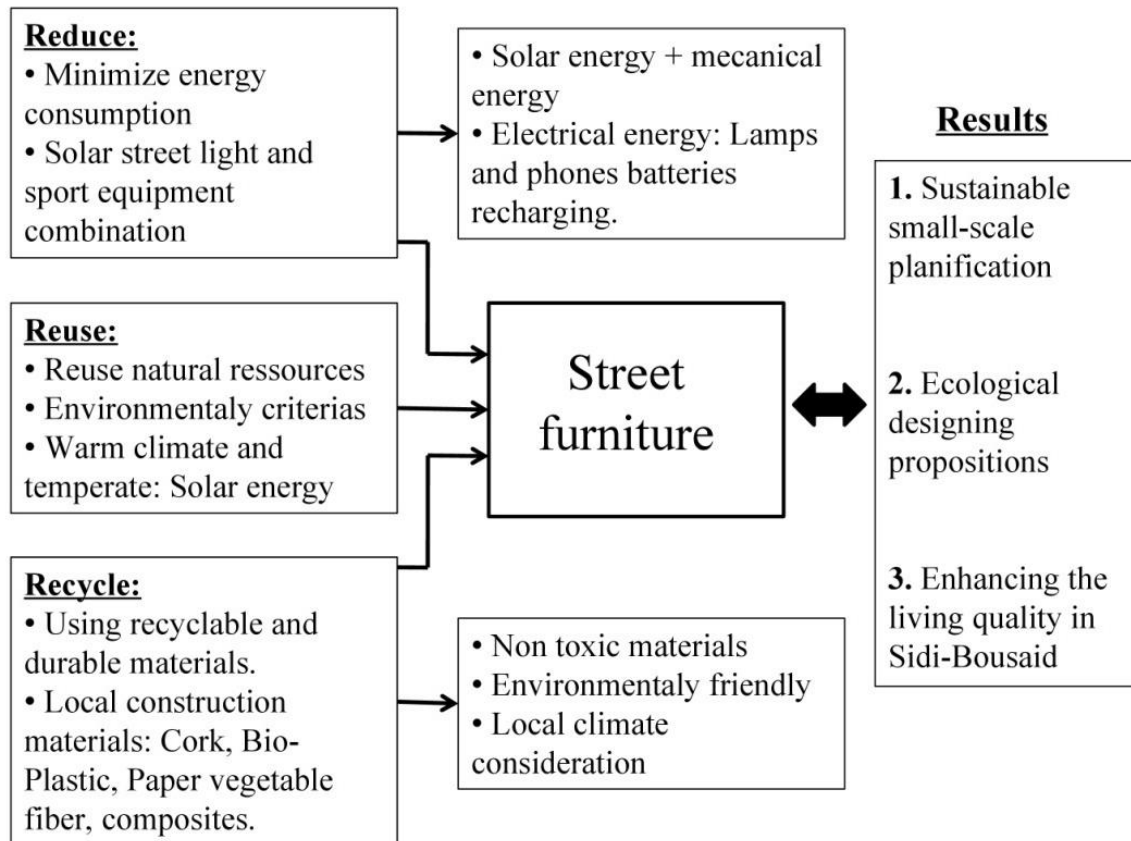 Reduce:
• Minimize energy
consumption
• Solar street light and
sport equipment
combination
• Solar energy + mecanical
energy
• Electrical energy: Lamps
and phones batteries
recharging.
Reuse:
• Reuse natural ressources
• Environmentaly criterias
• Warm climate and
temperate: Solar energy
Street
furniture
Recycle:
• Using recyclable and
durable materials.
• Local construction
materials: Cork, Bio-
Plastic, Paper vegetable
fiber, composites.
• Non toxic materials
• Environmentaly friendly
• Local climate
consideration
Results
1. Sustainable
small-scale
planification
2. Ecological
designing
propositions
3. Enhancing the
living quality in
Sidi-Bousaid